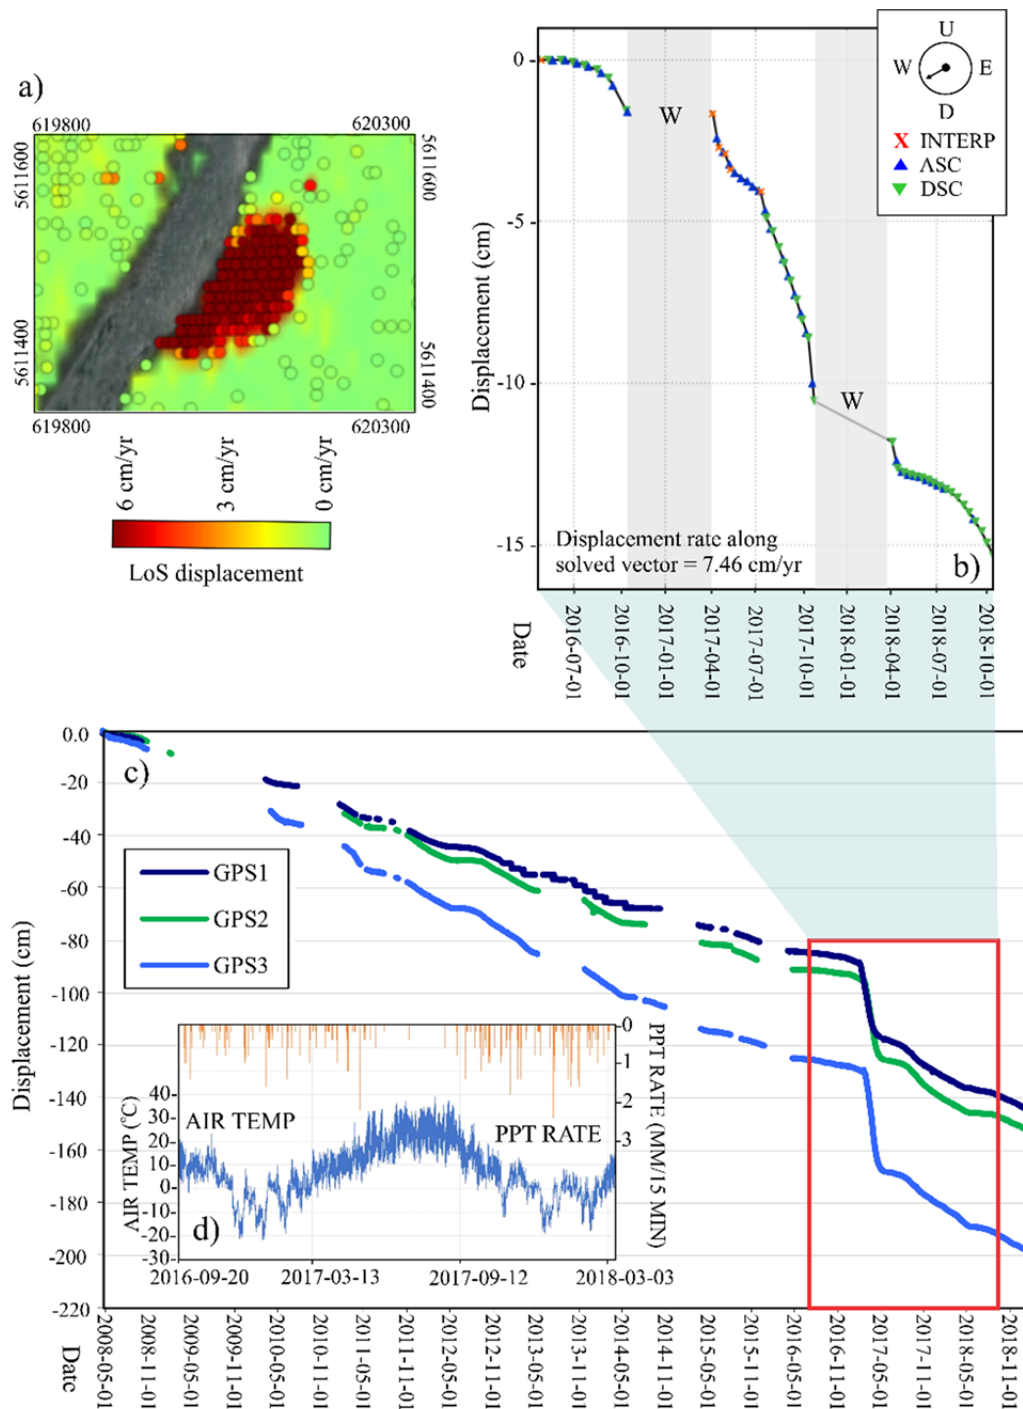 a)
619800
620300
5611600
5611600
5611400
5611400
619800
620300
6 cm/yr
3 cm/yr
0 cm/yr
LoS displacement
U
W
E
D
INTERP
ASC
DSC
0
-5
-10
-15
Displacement (cm)
W
W
Displacement rate along
solved vector = 7.46 cm/yr
b)
Date
2016-07-01
2016-10-01
2017-01-01
2017-04-01
2017-07-01
2017-10-01
2018-01-01
2018-04-01
2018-07-01
2018-10-01
c)
0.0
-20
-40
-60
-80
-100
-120
-140
-160
-180
-200
-220
Displacement (cm)
GPS1
GPS2
GPS3
AIR TEMP
PPT RATE
40
30
20
10
0
-10
-20
-30
AIR TEMP (°C)
0
1
2
3
PPT RATE (MM/15 MIN)
d)
2016-09-20
2017-03-13
2017-09-12
2018-03-03
Date
2008-05-01
2008-11-01
2009-05-01
2009-11-01
2010-05-01
2010-11-01
2011-05-01
2011-11-01
2012-05-01
2012-11-01
2013-05-01
2013-11-01
2014-05-01
2014-11-01
2015-05-01
2015-11-01
2016-05-01
2016-11-01
2017-05-01
2017-11-01
2018-05-01
2018-11-01